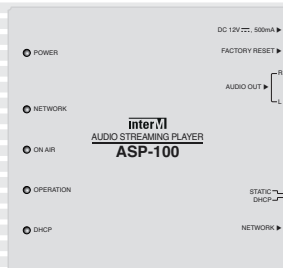 DC 12V⎓, 500mA ▶
POWER
FACTORY RESET ▶
R
AUDIO OUT ▶
L
NETWORK
interM
AUDIO STREAMING PLAYER
ON AIR
ASP-100
OPERATION
STATIC
DHCP
DHCP
NETWORK ▶